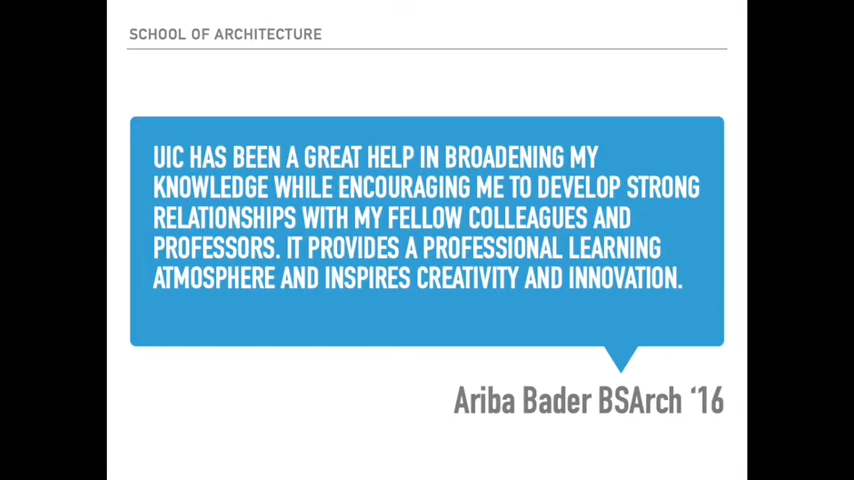 SCHOOL OF ARCHITECTURE
UIC HAS BEEN A GREAT HELP IN BROADENING MY
KNOWLEDGE WHILE ENCOURAGING ME TO DEVELOP STRONG
RELATIONSHIPS WITH MY FELLOW COLLEAGUES AND
PROFESSORS. IT PROVIDES A PROFESSIONAL LEARNING
ATMOSPHERE AND INSPIRES CREATIVITY AND INNOVATION.
Ariba Bader BSArch ‘16